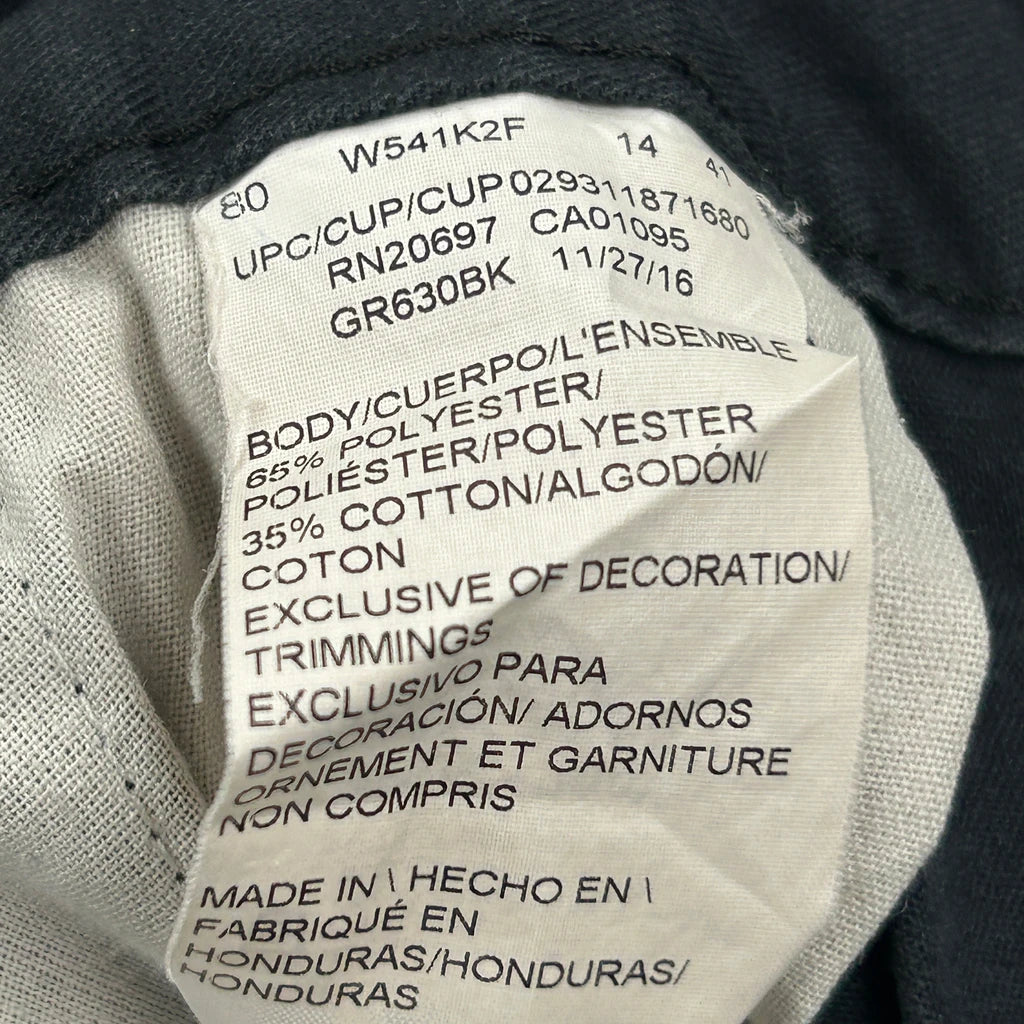 80 W541K2F 14 41
UPC/CUP/CUP 029311871680
RN20697 CA01095
GR630BK 11/27/16
BODY/CUERPO/L'ENSEMBLE
65% POLYESTER/
POLIÉSTER/POLYESTER
35% COTTON/ALGODÓN/
COTON
EXCLUSIVE OF DECORATION/
TRIMMINGS
EXCLUSIVO PARA
DECORACIÓN/ ADORNOS
ORNEMENT ET GARNITURE
NON COMPRIS
MADE IN \ HECHO EN \
FABRIQUÉ EN
HONDURAS/HONDURAS/
HONDURAS